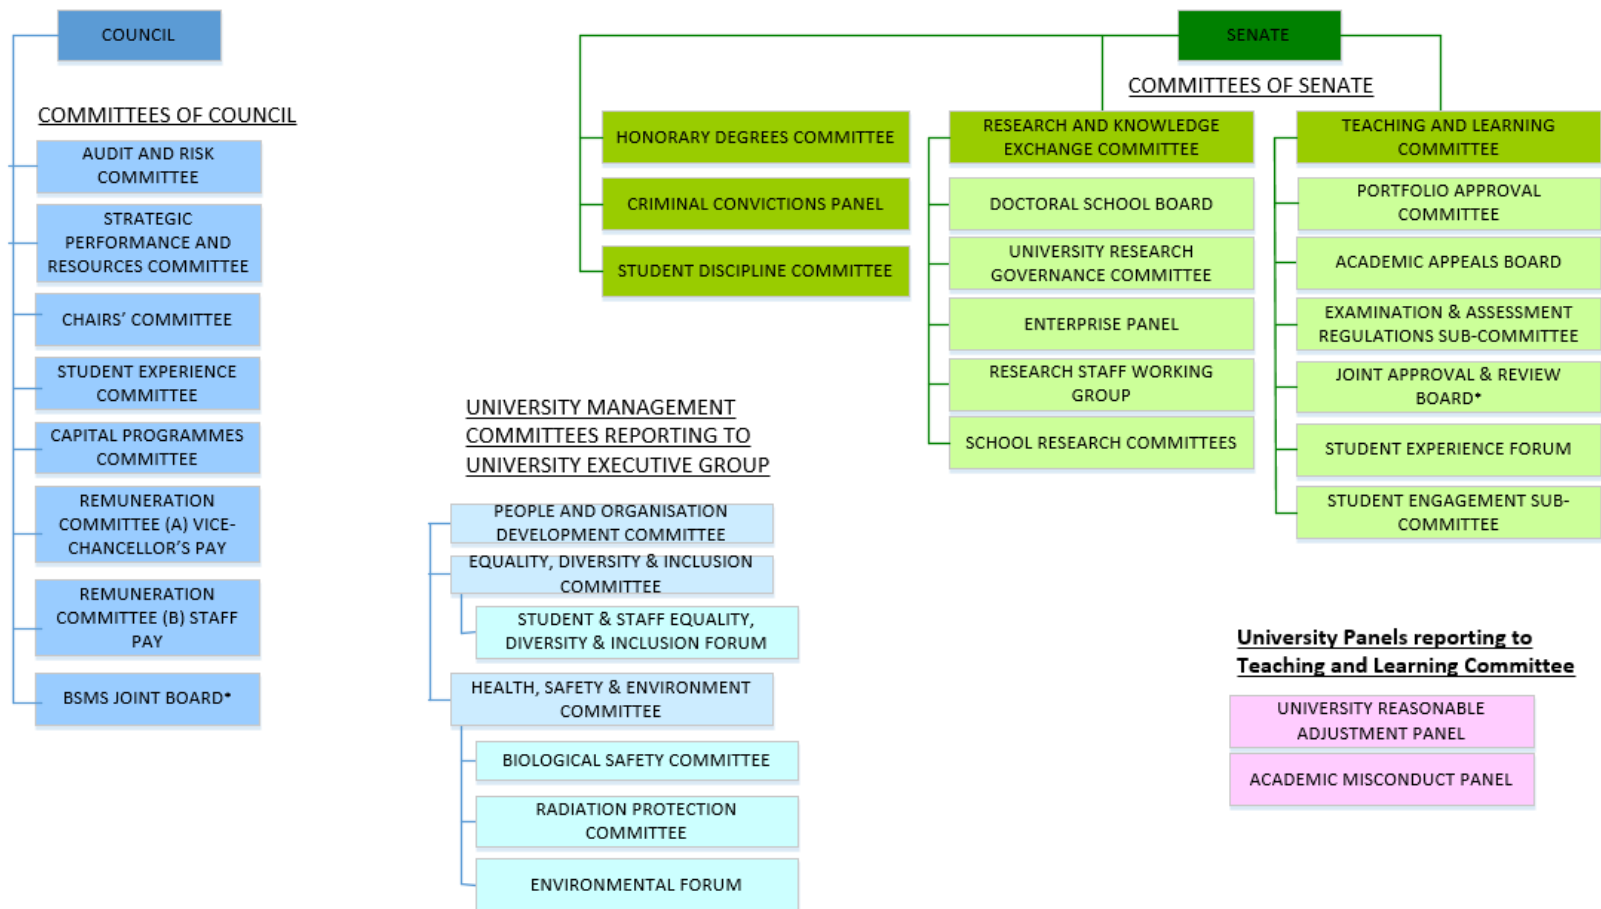 COUNCIL
COMMITTEES OF COUNCIL
AUDIT AND RISK
COMMITTEE
STRATEGIC
PERFORMANCE AND
RESOURCES COMMITTEE
CHAIRS’ COMMITTEE
STUDENT EXPERIENCE
COMMITTEE
CAPITAL PROGRAMMES
COMMITTEE
REMUNERATION
COMMITTEE (A) VICE-
CHANCELLOR’S PAY
REMUNERATION
COMMITTEE (B) STAFF
PAY
BSMS JOINT BOARD*
UNIVERSITY MANAGEMENT
COMMITTEES REPORTING TO
UNIVERSITY EXECUTIVE GROUP
PEOPLE AND ORGANISATION
DEVELOPMENT COMMITTEE
EQUALITY, DIVERSITY & INCLUSION
COMMITTEE
STUDENT & STAFF EQUALITY,
DIVERSITY & INCLUSION FORUM
HEALTH, SAFETY & ENVIRONMENT
COMMITTEE
BIOLOGICAL SAFETY COMMITTEE
RADIATION PROTECTION
COMMITTEE
ENVIRONMENTAL FORUM
SENATE
COMMITTEES OF SENATE
HONORARY DEGREES COMMITTEE
CRIMINAL CONVICTIONS PANEL
STUDENT DISCIPLINE COMMITTEE
RESEARCH AND KNOWLEDGE
EXCHANGE COMMITTEE
DOCTORAL SCHOOL BOARD
UNIVERSITY RESEARCH
GOVERNANCE COMMITTEE
ENTERPRISE PANEL
RESEARCH STAFF WORKING
GROUP
SCHOOL RESEARCH COMMITTEES
TEACHING AND LEARNING
COMMITTEE
PORTFOLIO APPROVAL
COMMITTEE
ACADEMIC APPEALS BOARD
EXAMINATION & ASSESSMENT
REGULATIONS SUB-COMMITTEE
JOINT APPROVAL & REVIEW
BOARD*
STUDENT EXPERIENCE FORUM
STUDENT ENGAGEMENT SUB-
COMMITTEE
University Panels reporting to
Teaching and Learning Committee
UNIVERSITY REASONABLE
ADJUSTMENT PANEL
ACADEMIC MISCONDUCT PANEL